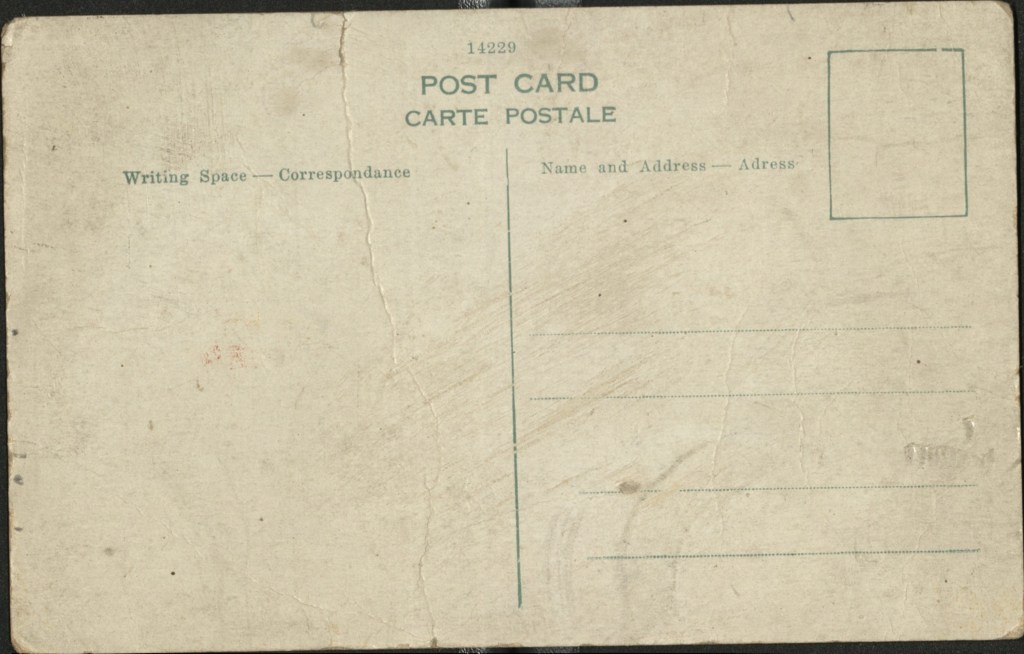 14229
POST CARD
CARTE POSTALE
Writing Space — Correspondance
Name and Address — Adress